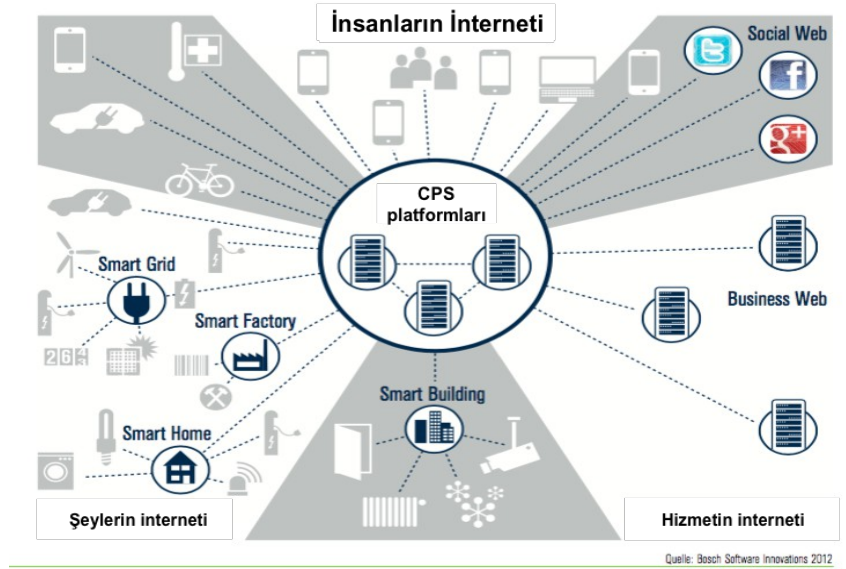 İnsanların İnterneti
Social Web
CPS
platformları
Smart Grid
Business Web
Smart Factory
Smart Building
Smart Home
Şeylerin interneti
Hizmetin interneti
Quelle: Bosch Software Innovations 2012